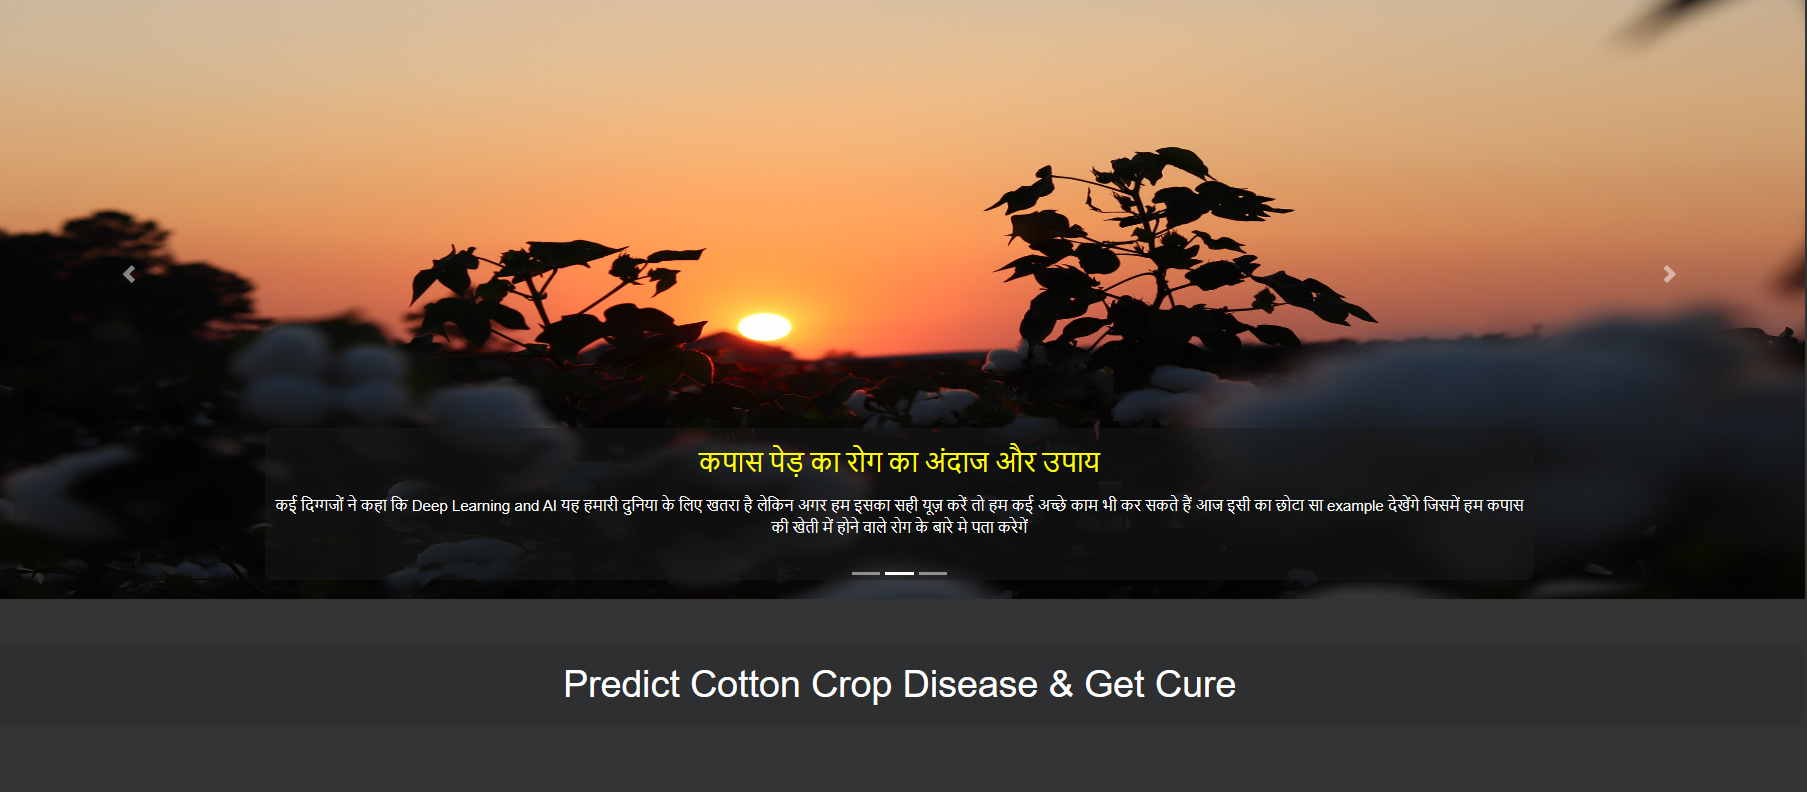 कपास पेड़ का रोग का अंदाज और उपाय
कई दिग्गजों ने कहा कि Deep Learning and AI यह हमारी दुनिया के लिए खतरा है लेकिन अगर हम इसका सही यूज़ करें तो हम कई अच्छे काम भी कर सकते हैं आज इसी का छोटा सा example देखेंगे जिसमें हम कपास
की खेती में होने वाले रोग के बारे मे पता करेगें
Predict Cotton Crop Disease & Get Cure